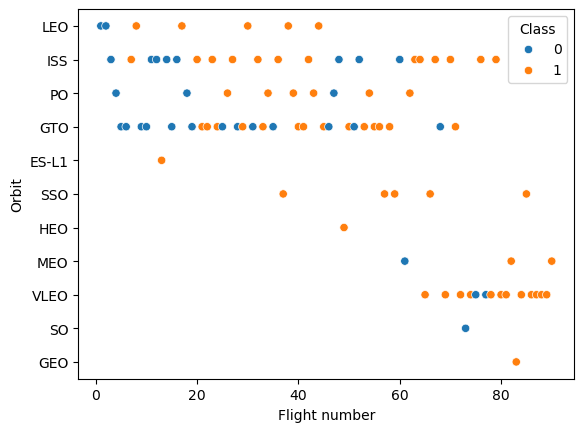 LEO
ISS
PO
GTO
ES-L1
SSO
HEO
MEO
VLEO
SO
GEO
Orbit
0 20 40 60 80
Flight number
Class
0
1